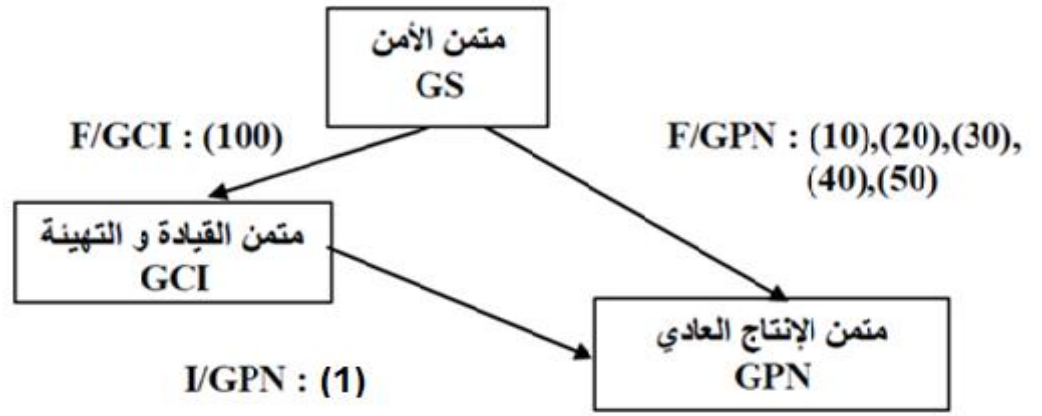 متمن الأمن
GS
F/GCI : (100)
F/GPN : (10),(20),(30),
(40),(50)
متمن القيادة و التهيئة
GCI
متمن الإنتاج العادي
GPN
I/GPN : (1)